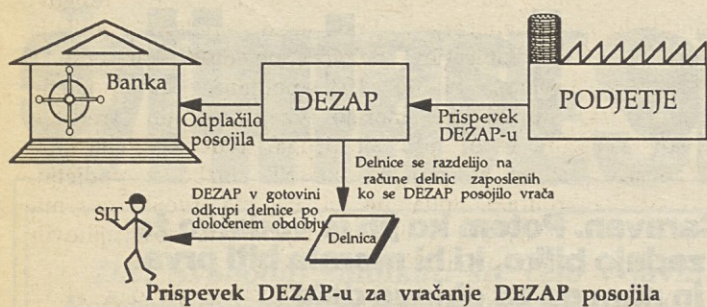 Banka
DEZAP
PODJETJE
Odplačilo
posojila
Prispevek
DEZAP-u
Delnice se razdelijo na
račune delnic zaposlenih
ko se DEZAP posojilo vrača
DEZAP v gotovini
odkupi delnice po
določenem obdobju
SIT
Delnica
Prispevek DEZAP-u za vračanje DEZAP posojila